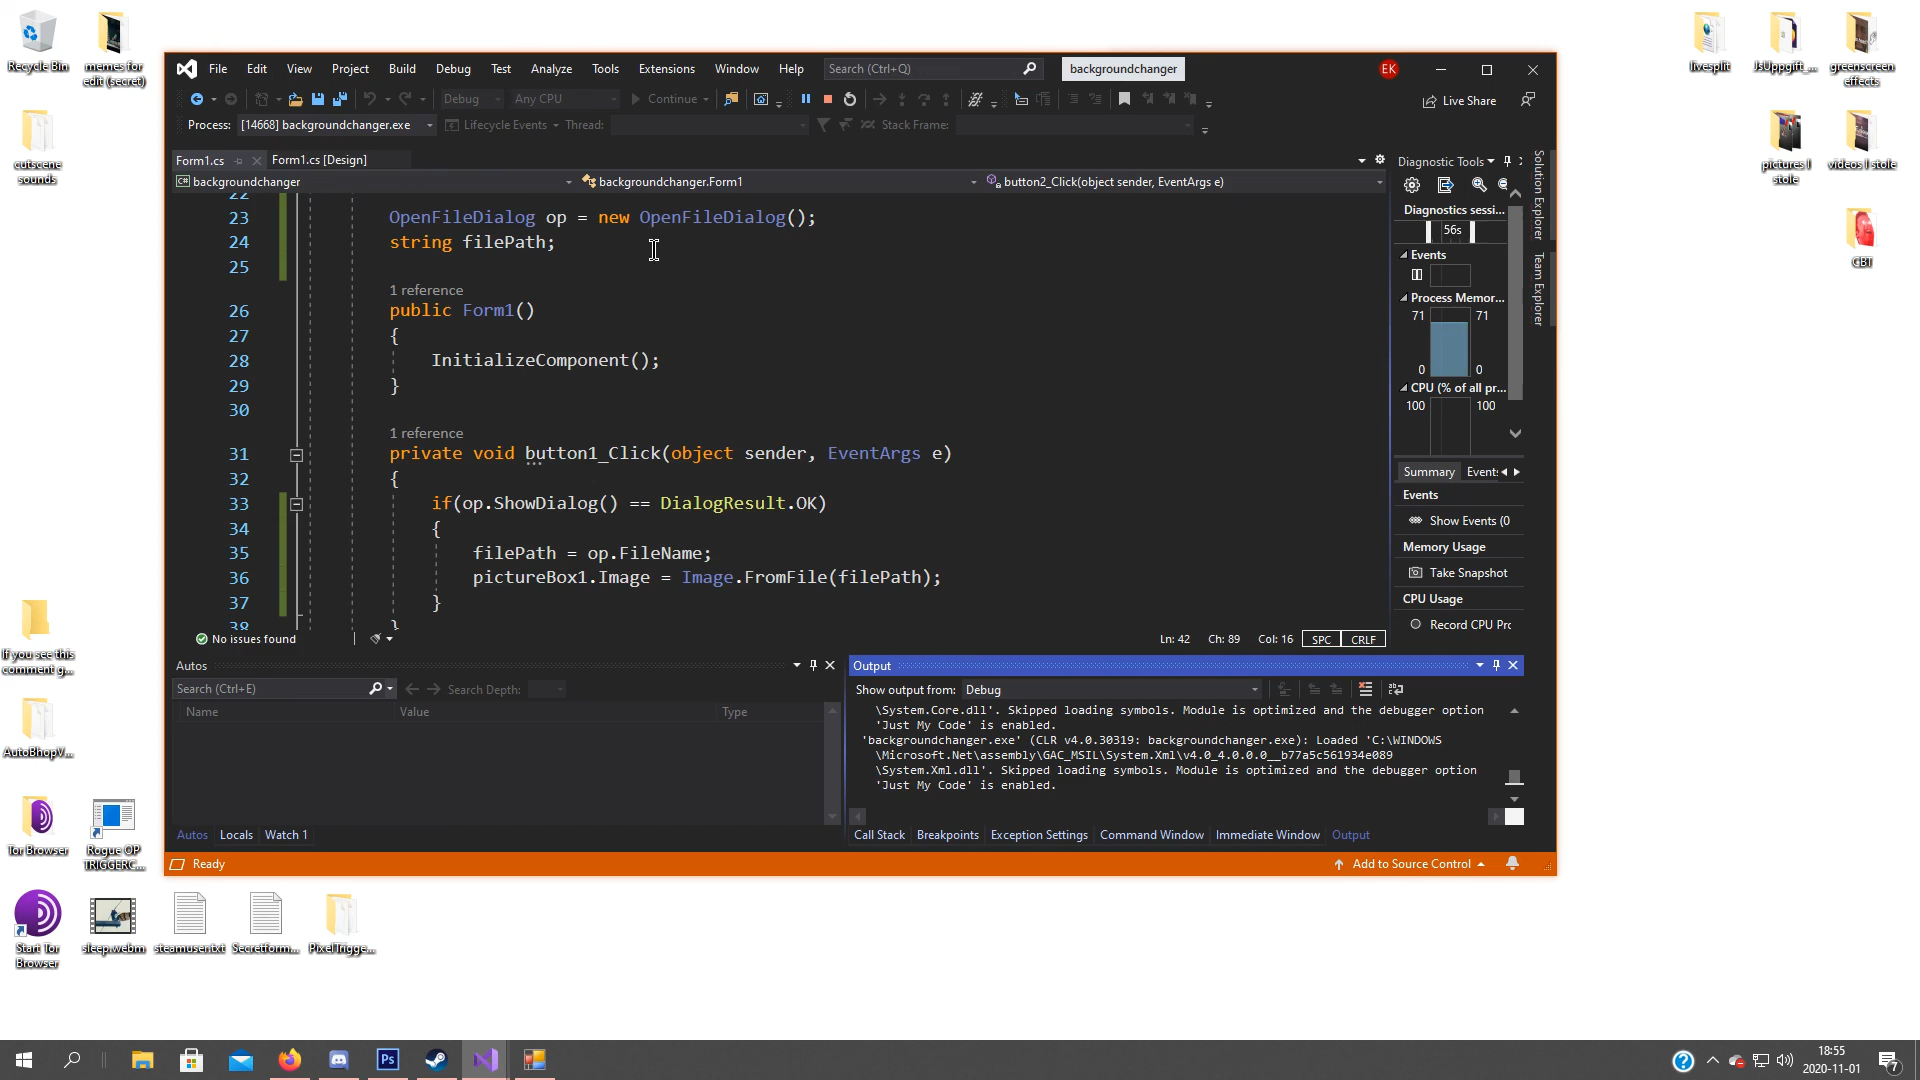 Recycle Bin
memes for
edit (secret)
cutscene
sounds
If you see this
comment g...
AutoBhopV...
Tor Browser
Rogue OP
TRIGGERC...
Start Tor
Browser
sleep.webm
steamuser.txt
Secretform...
PixelTrigge...
livesplit
JsUppgift_...
greenscreen
effects
pictures I
stole
videos I stole
CBT
File Edit View Project Build Debug Test Analyze Tools Extensions Window Help Search (Ctrl+Q) backgroundchanger EK
Debug Any CPU Continue Live Share
Process: [14668] backgroundchanger.exe Lifecycle Events Thread: Stack Frame:
Form1.cs Form1.cs [Design]
backgroundchanger backgroundchanger.Form1 button2_Click(object sender, EventArgs e)
22
23 OpenFileDialog op = new OpenFileDialog();
24 string filePath;
25
1 reference
26 public Form1()
27 {
28 InitializeComponent();
29 }
30
1 reference
31 private void button1_Click(object sender, EventArgs e)
32 {
33 if(op.ShowDialog() == DialogResult.OK)
34 {
35 filePath = op.FileName;
36 pictureBox1.Image = Image.FromFile(filePath);
37 }
38 }
No issues found Ln: 42 Ch: 89 Col: 16 SPC CRLF
Diagnostic Tools
Diagnostics sessi...
56s
Events
Process Memor...
71 71
0 0
CPU (% of all pr...
100 100
Summary Events
Events
Show Events (0
Memory Usage
Take Snapshot
CPU Usage
Record CPU Pro
Solution Explorer
Team Explorer
Autos
Search (Ctrl+E) Search Depth:
Name Value Type
Autos Locals Watch 1
Output
Show output from: Debug
\System.Core.dll'. Skipped loading symbols. Module is optimized and the debugger option
'Just My Code' is enabled.
'backgroundchanger.exe' (CLR v4.0.30319: backgroundchanger.exe): Loaded 'C:\WINDOWS
\Microsoft.Net\assembly\GAC_MSIL\System.Xml\v4.0_4.0.0.0__b77a5c561934e089
\System.Xml.dll'. Skipped loading symbols. Module is optimized and the debugger option
'Just My Code' is enabled.
Call Stack Breakpoints Exception Settings Command Window Immediate Window Output
Ready Add to Source Control
Ps
18:55
2020-11-01
7